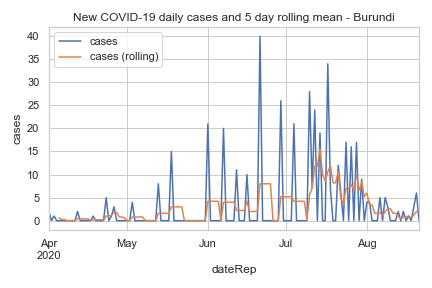 New COVID-19 daily cases and 5 day rolling mean - Burundi
cases
cases (rolling)
40
35
30
25
20
15
10
5
0
cases
Apr May Jun Jul Aug
2020
dateRep